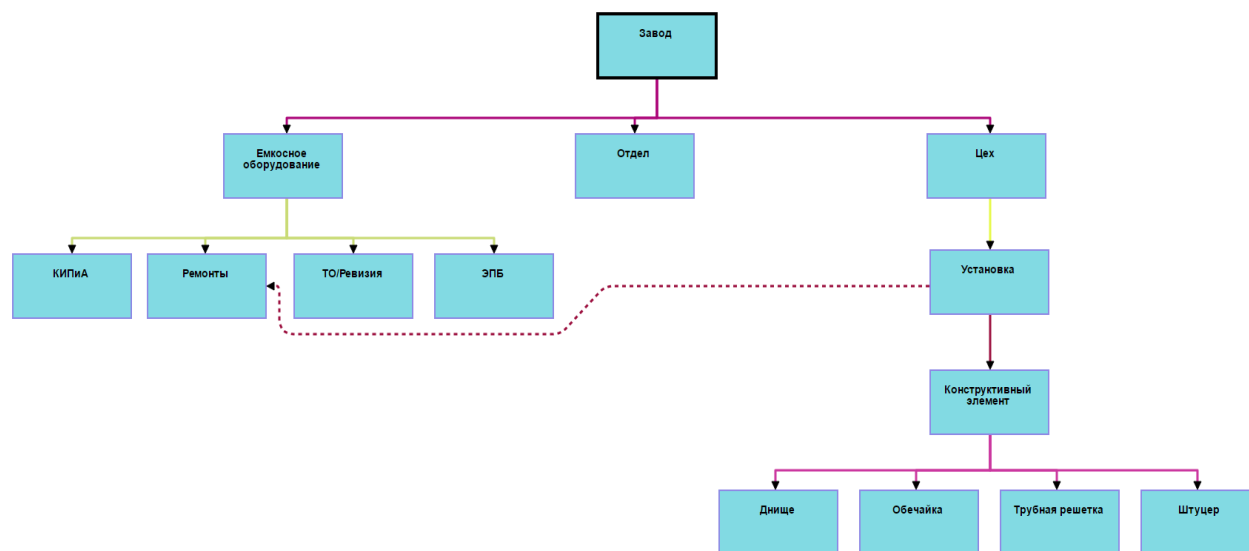 Завод
Емкосное
оборудование
Отдел
Цех
КИПиА
Ремонты
ТО/Ревизия
ЭПБ
Установка
Конструктивный
элемент
Днище
Обечайка
Трубная решетка
Штуцер